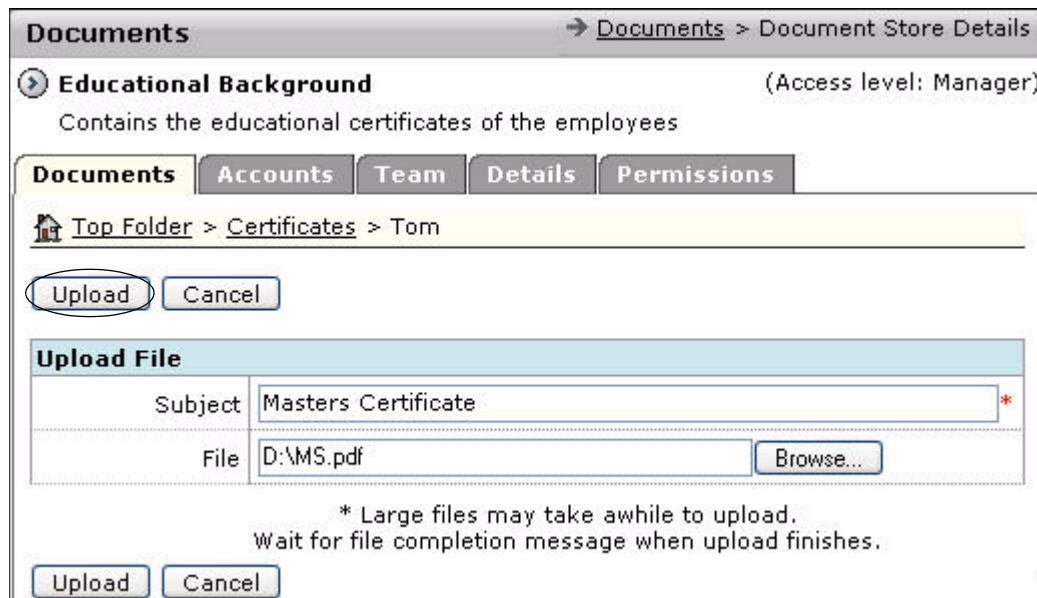 Documents → Documents > Document Store Details
Educational Background (Access level: Manager)
Contains the educational certificates of the employees
Documents Accounts Team Details Permissions
Top Folder > Certificates > Tom
Upload Cancel
Upload File
Subject Masters Certificate *
File D:\MS.pdf Browse...
* Large files may take awhile to upload.
Wait for file completion message when upload finishes.
Upload Cancel